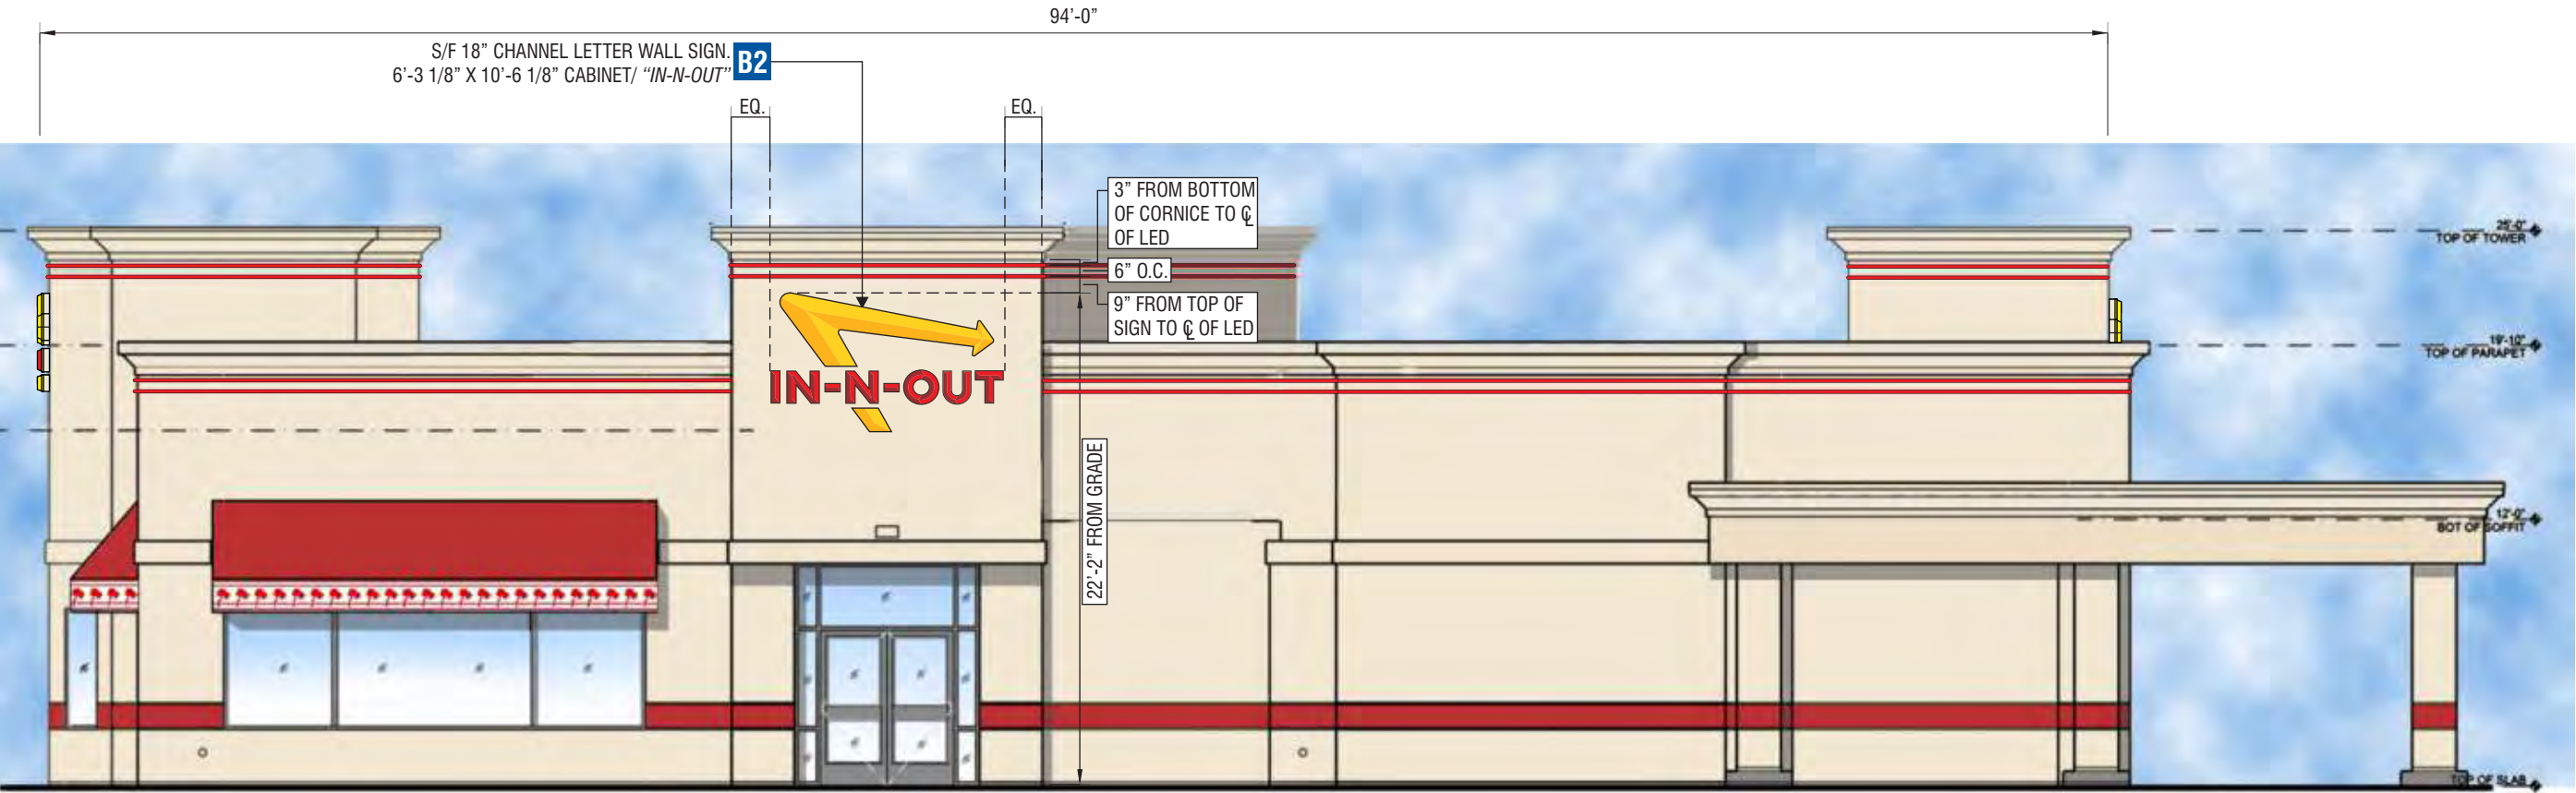 94'-0"
S/F 18" CHANNEL LETTER WALL SIGN.
6'-3 1/8" X 10'-6 1/8" CABINET/ "IN-N-OUT"
B2
EQ.
EQ.
3" FROM BOTTOM
OF CORNICE TO ℄
OF LED
6" O.C.
9" FROM TOP OF
SIGN TO ℄ OF LED
25'-0"
TOP OF TOWER
19'-10"
TOP OF PARAPET
IN-N-OUT
22'-2" FROM GRADE
12'-0"
BOT OF SOFFIT
TOP OF SLAB